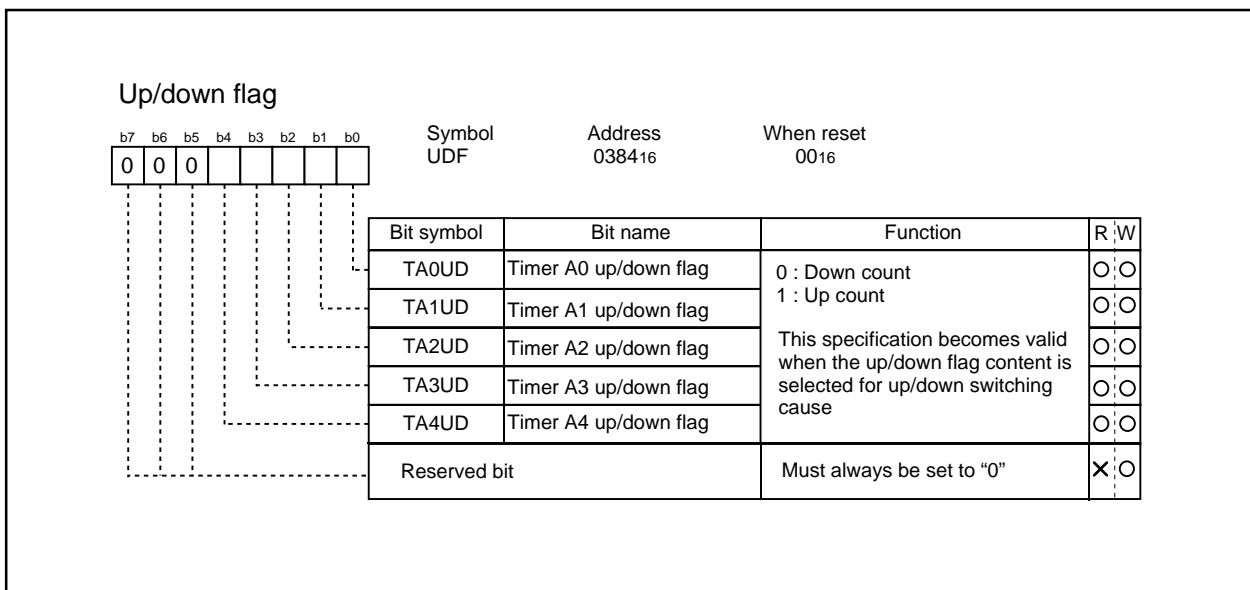 Up/down flag
b7 b6 b5 b4 b3 b2 b1 b0
Symbol Address When reset
UDF 038416 0016
0 0 0
Bit symbol Bit name Function R W
TA0UD Timer A0 up/down flag
TA1UD Timer A1 up/down flag
TA2UD Timer A2 up/down flag
TA3UD Timer A3 up/down flag
TA4UD Timer A4 up/down flag
0 : Down count
1 : Up count
This specification becomes valid
when the up/down flag content is
selected for up/down switching
cause
Reserved bit Must always be set to “0”